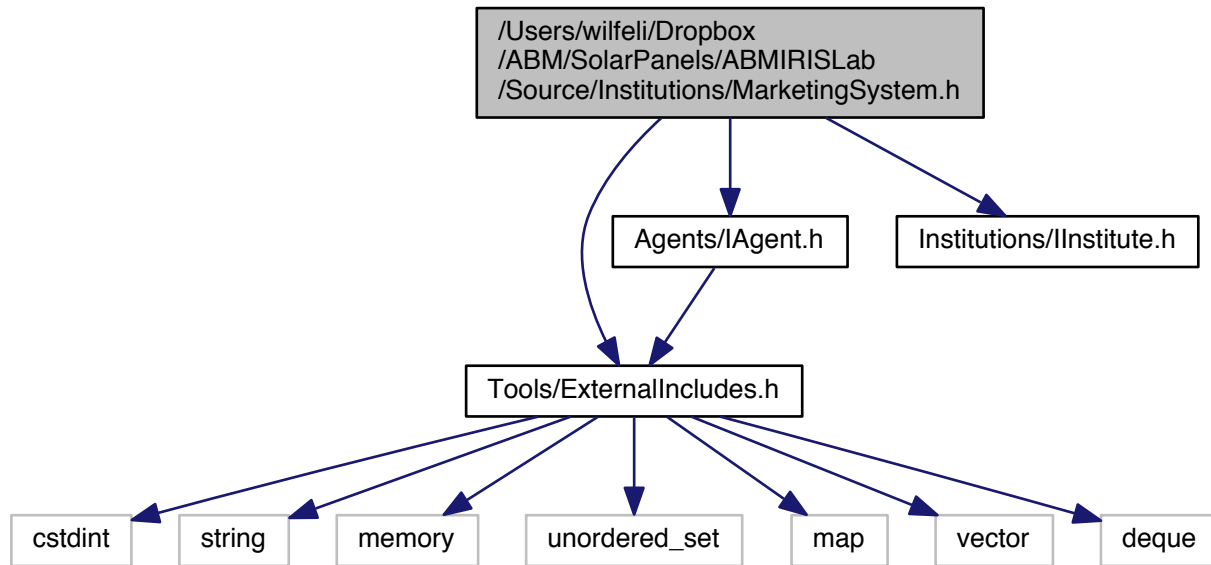 /Users/wilfeli/Dropbox
/ABM/SolarPanels/ABMIRISLab
/Source/Institutions/MarketingSystem.h
Agents/IAgent.h
Institutions/IInstitute.h
Tools/ExternalIncludes.h
cstdint
string
memory
unordered_set
map
vector
deque